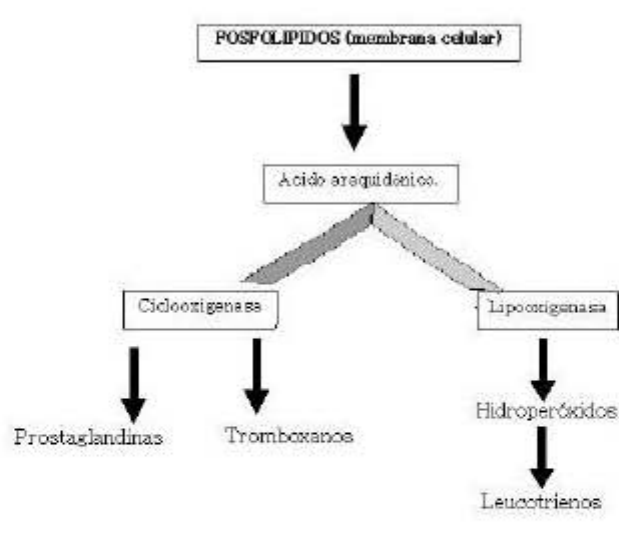 FOSFOLIPIDOS (membrana celular)
Acido araquidónico.
Ciclooxigenasa
Lipooxigenasa
Prostaglandinas
Tromboxanos
Hidroperóxidos
Leucotrienos